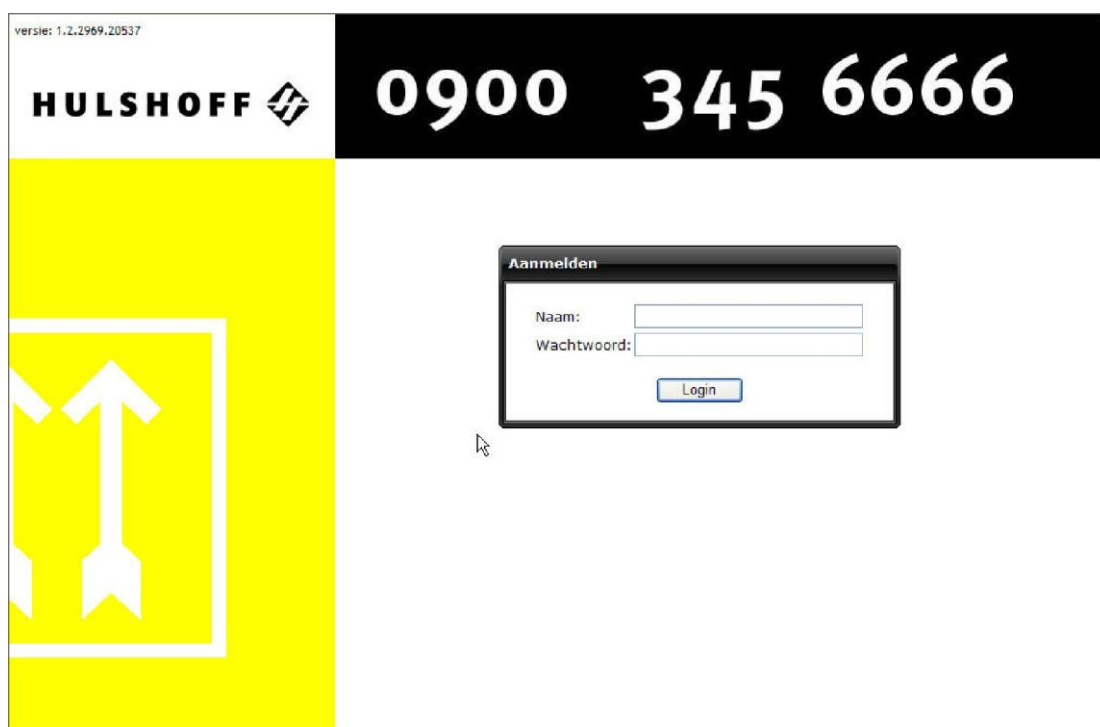 versie: 1.2.2969.20537
HULSHOFF
0900 345 6666
Aanmelden
Naam:
Wachtwoord:
Login